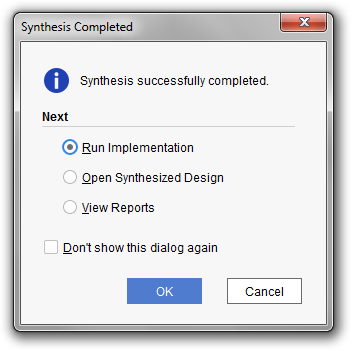 Synthesis Completed
Synthesis successfully completed.
Next
Run Implementation
Open Synthesized Design
View Reports
Don't show this dialog again
OK
Cancel